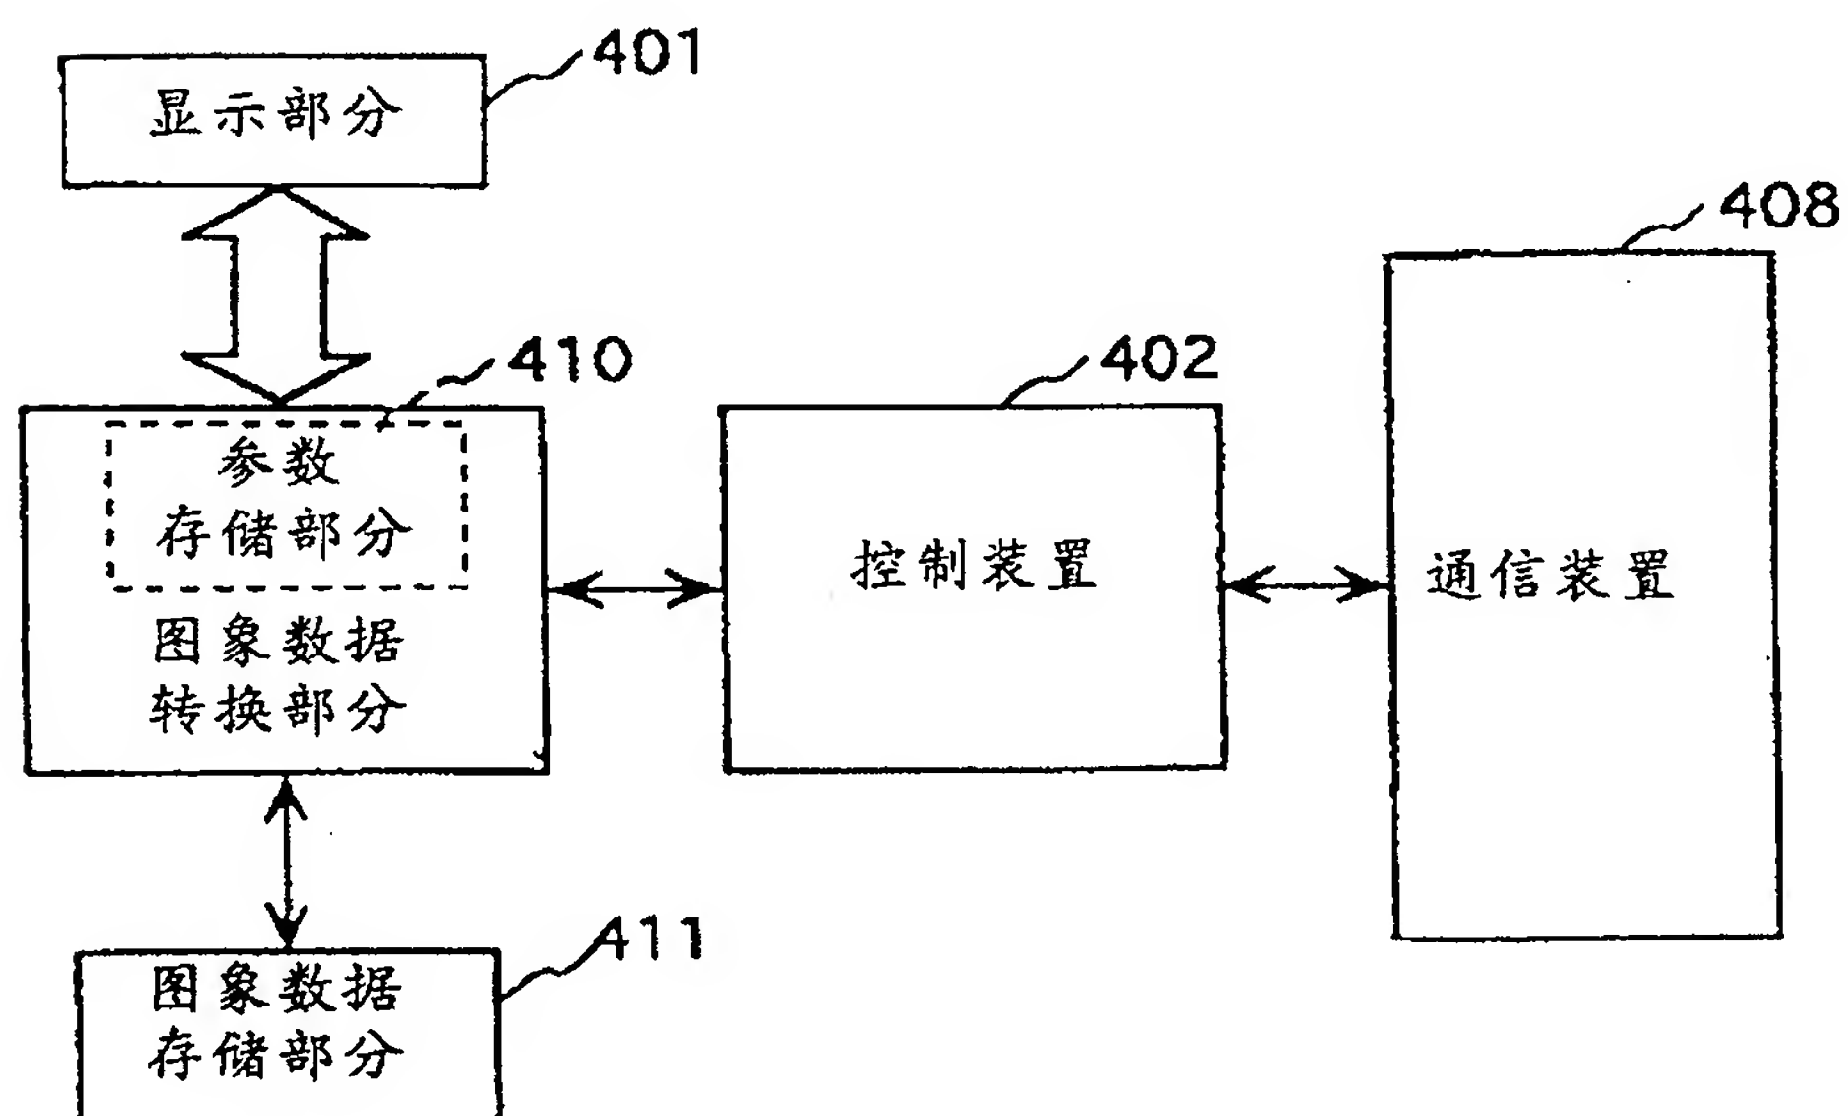 401
显示部分
408
410
402
参数
存储部分
控制装置
通信装置
图象数据
转换部分
411
图象数据
存储部分